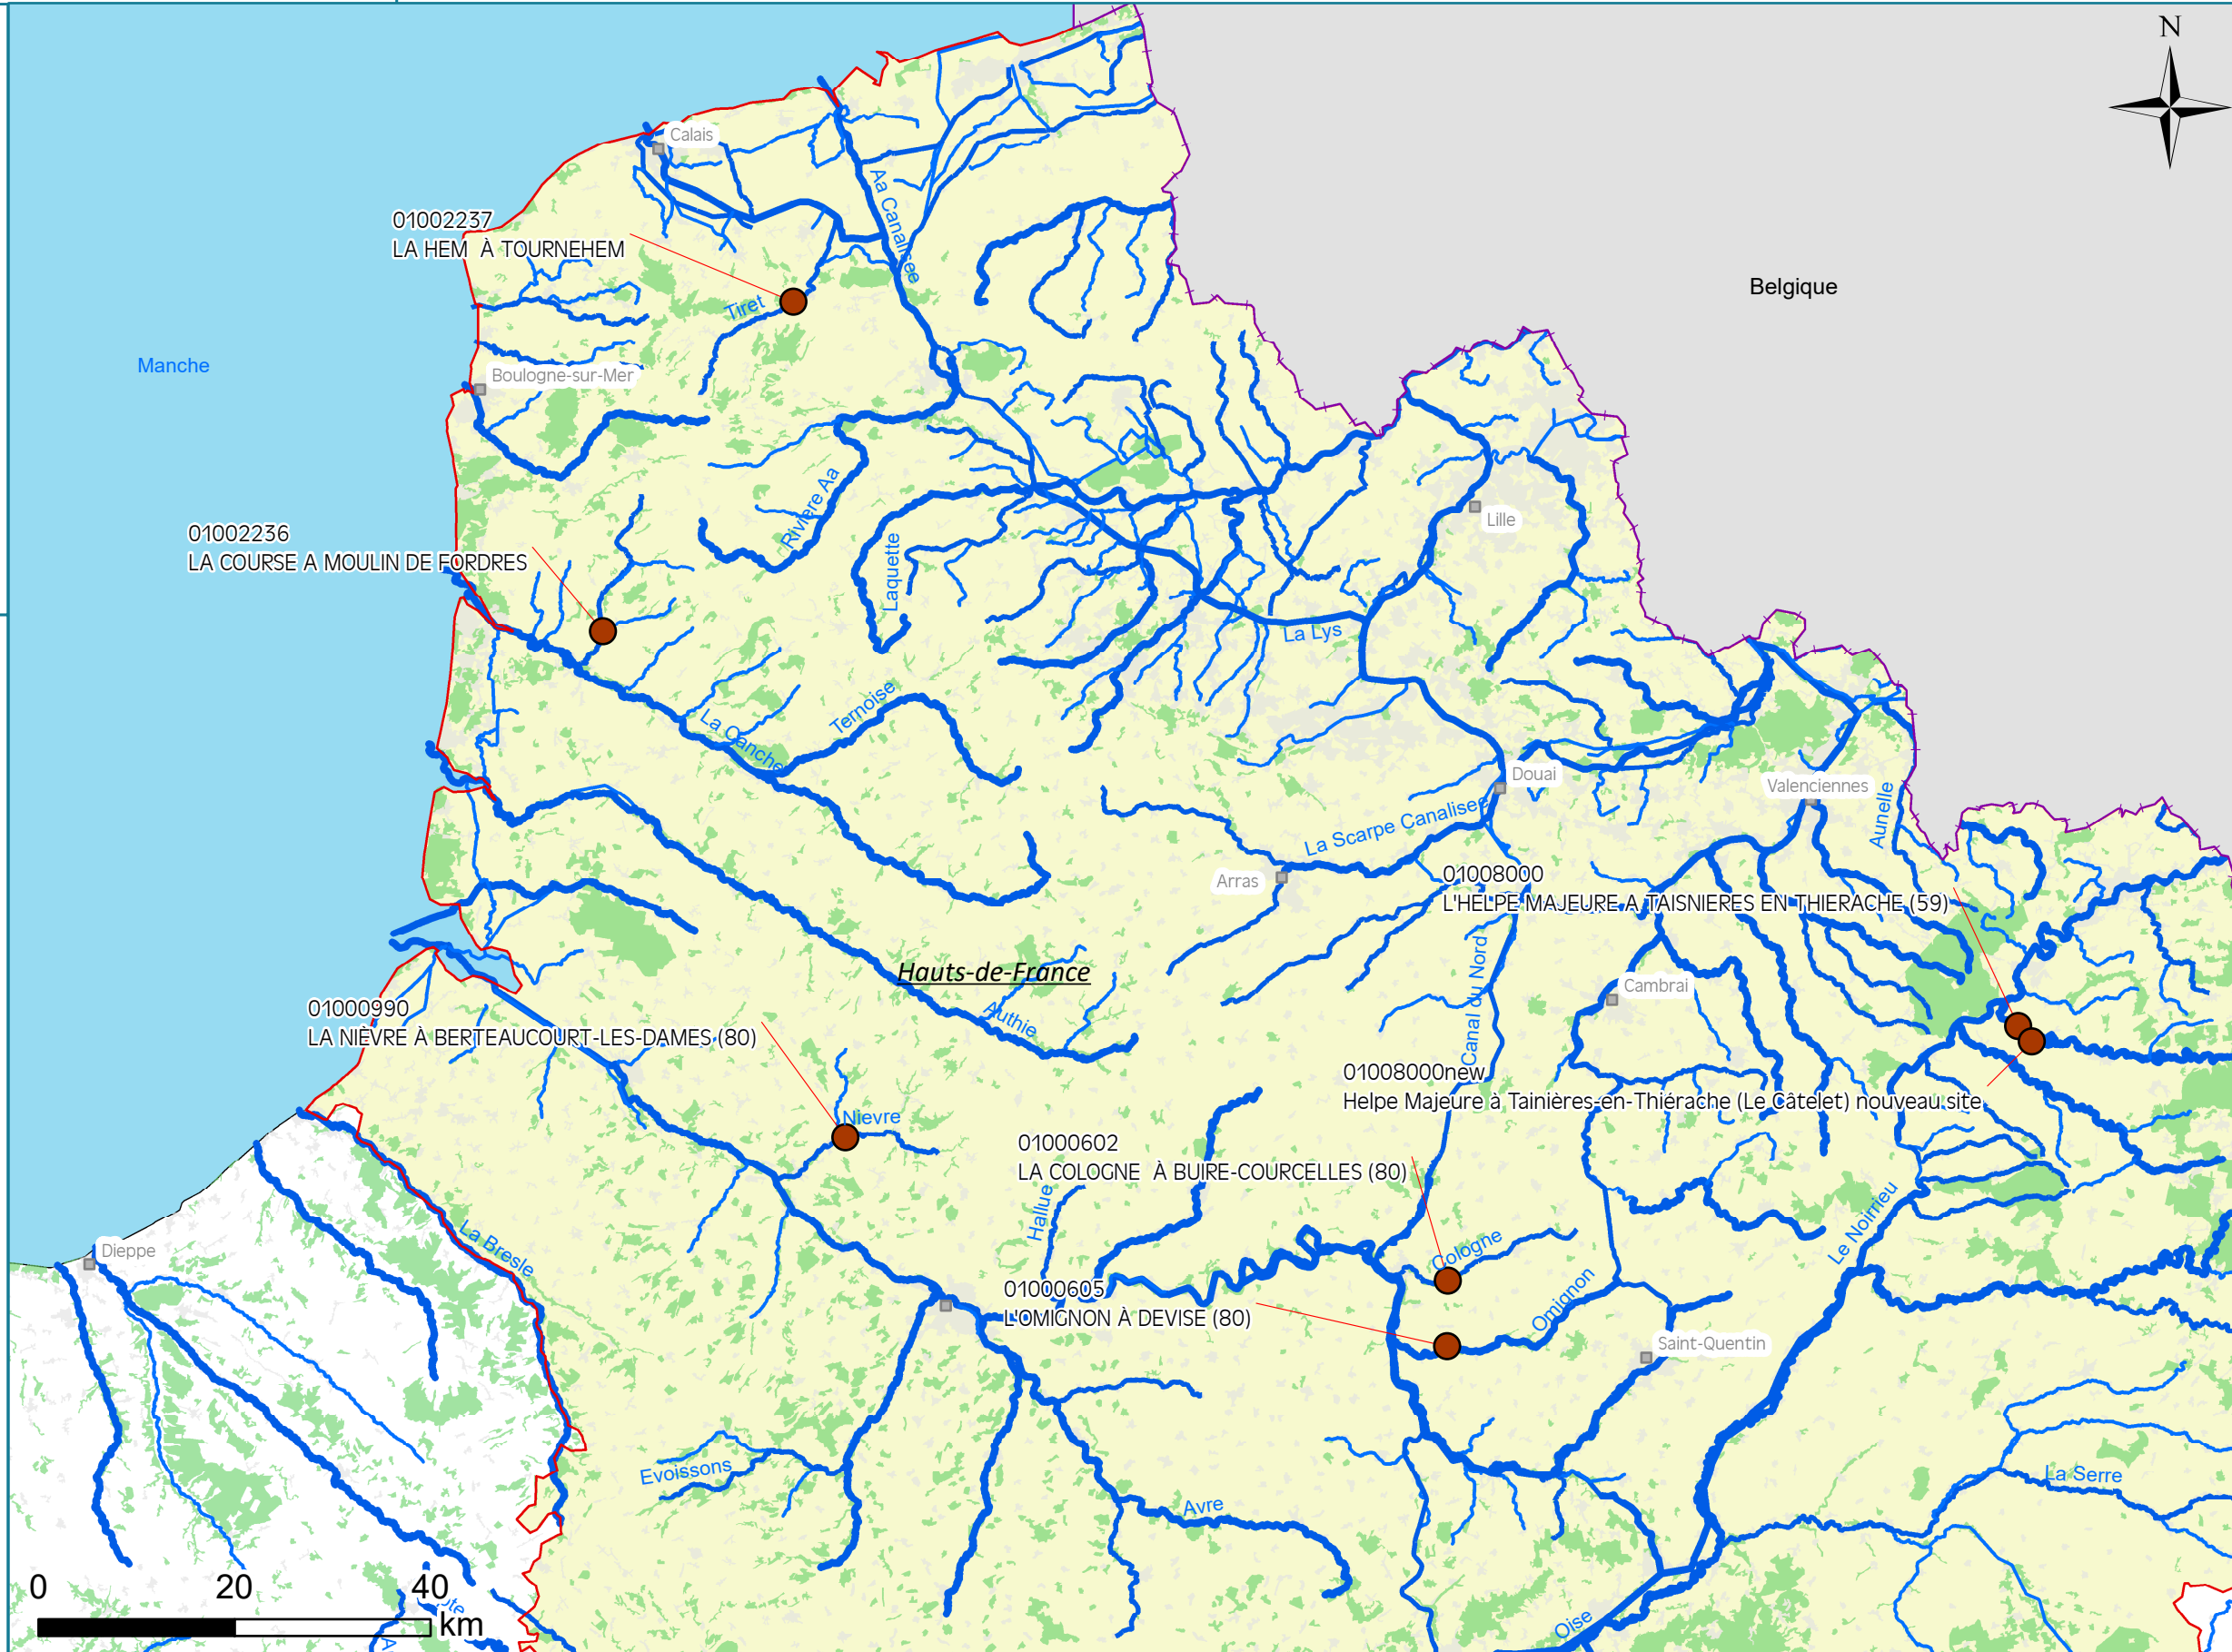 N
Calais
Aa Canalisee
01002237
LA HEM À TOURNEHEM
Belgique
Tiret
Manche
Boulogne-sur-Mer
Riviere Aa
Lille
01002236
LA COURSE A MOULIN DE FORDRES
Laquette
La Lys
Ternoise
La Canche
Douai
Valenciennes
Aunelle
La Scarpe Canalisee
Arras
01008000
L'HELPE MAJEURE A TAISNIERES EN THIERACHE (59)
Hauts-de-France
Canal du Nord
Cambrai
Authie
01000990
LA NIÈVRE À BERTEAUCOURT-LES-DAMES (80)
01008000new
Helpe Majeure à Tainières-en-Thiérache (Le Câtelet) nouveau site
Nievre
01000602
LA COLOGNE À BUIRE-COURCELLES (80)
Hallue
Le Noirrieu
La Bresle
Dieppe
Cologne
01000605
L'OMIGNON À DEVISE (80)
Omignon
Saint-Quentin
Evoissons
Avre
La Serre
0 20 40
km
Oise